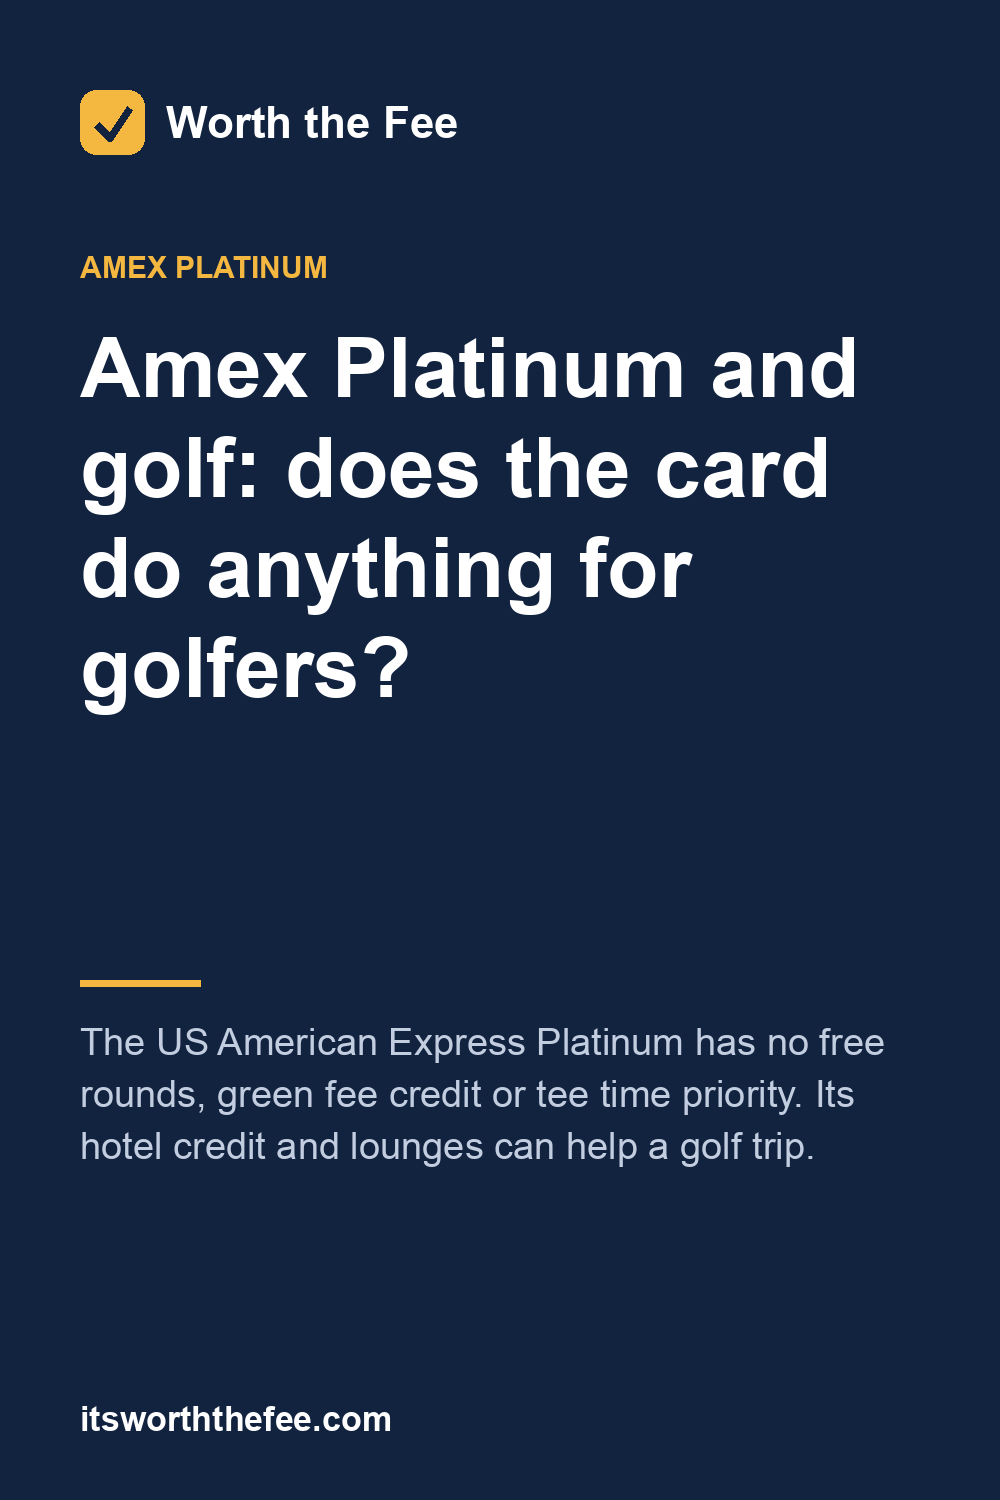 Worth the Fee
AMEX PLATINUM
Amex Platinum and
golf: does the card
do anything for
golfers?
The US American Express Platinum has no free
rounds, green fee credit or tee time priority. Its
hotel credit and lounges can help a golf trip.
itsworththefee.com